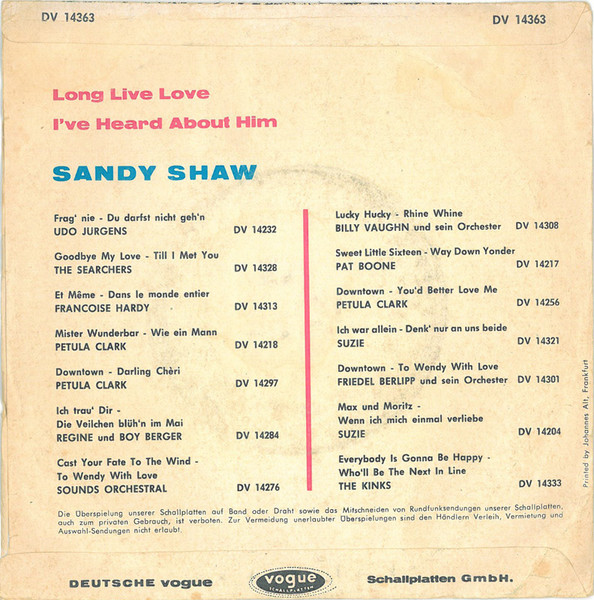 DV 14363
DV 14363
Long Live Love
I've Heard About Him
SANDY SHAW
Frag' nie - Du darfst nicht geh'n
UDO JURGENS DV 14232
Goodbye My Love - Till I Met You
THE SEARCHERS DV 14328
Et Même - Dans le monde entier
FRANCOISE HARDY DV 14313
Mister Wunderbar - Wie ein Mann
PETULA CLARK DV 14218
Downtown - Darling Chèri
PETULA CLARK DV 14297
Ich trau' Dir -
Die Veilchen blüh'n im Mai
REGINE und BOY BERGER DV 14284
Cast Your Fate To The Wind -
To Wendy With Love
SOUNDS ORCHESTRAL DV 14276
Lucky Hucky - Rhine Whine
BILLY VAUGHN und sein Orchester DV 14308
Sweet Little Sixteen - Way Down Yonder
PAT BOONE DV 14217
Downtown - You'd Better Love Me
PETULA CLARK DV 14256
Ich war allein - Denk' nur an uns beide
SUZIE DV 14321
Downtown - To Wendy With Love
FRIEDEL BERLIPP und sein Orchester DV 14301
Max und Moritz -
Wenn ich mich einmal verliebe
SUZIE DV 14204
Everybody Is Gonna Be Happy -
Who'll Be The Next In Line
THE KINKS DV 14333
Printed by Johannes Alt, Frankfurt
Die Überspielung unserer Schallplatten auf Band oder Draht sowie das Mitschneiden von Rundfunksendungen unserer Schallplatten,
auch zum privaten Gebrauch, ist verboten. Zur Vermeidung unerlaubter Überspielungen sind den Händlern Verleih, Vermietung und
Auswahl-Sendungen nicht erlaubt.
DEUTSCHE vogue
vogue
SCHALLPLATTEN
Schallplatten GmbH.